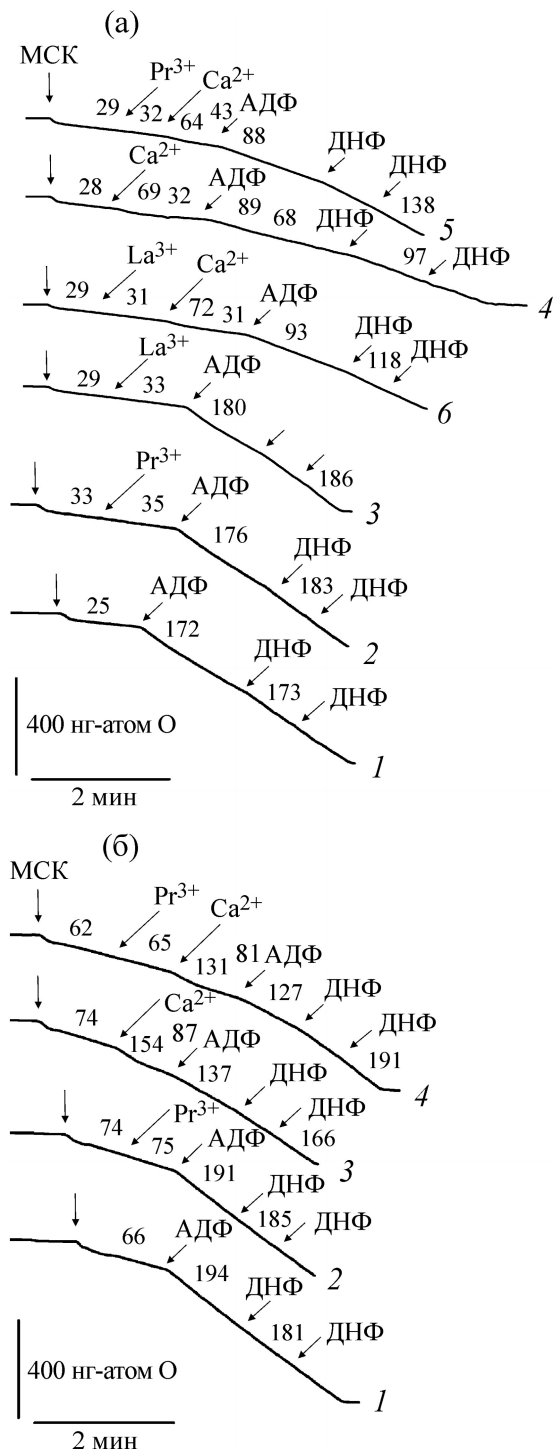 (а)
МСК
Pr3+
Ca2+
29 32 64 43 АДФ
88
ДНФ
ДНФ
138
5
Ca2+
28 69 32 АДФ
89 68 ДНФ
97 ДНФ
4
La3+
Ca2+
29 31 72 31 АДФ
93
ДНФ
118 ДНФ
6
La3+
29 33 АДФ
180
186
3
Pr3+
33 35 АДФ
176
ДНФ
183 ДНФ
2
25 АДФ
172
ДНФ
173 ДНФ
1
400 нг-атом О
2 мин
(б)
МСК
Pr3+
Ca2+
62 65 131 81 АДФ
127 ДНФ
ДНФ
191
4
Ca2+
74 154 87 АДФ
137
ДНФ
ДНФ
166
3
Pr3+
74 75 АДФ
191
ДНФ
185 ДНФ
2
66 АДФ
194
ДНФ
181 ДНФ
1
400 нг-атом О
2 мин